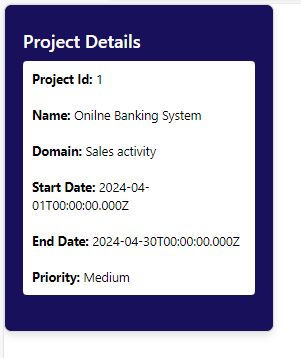 Project Details
Project Id: 1
Name: Onilne Banking System
Domain: Sales activity
Start Date: 2024-04-
01T00:00:00.000Z
End Date: 2024-04-30T00:00:00.000Z
Priority: Medium